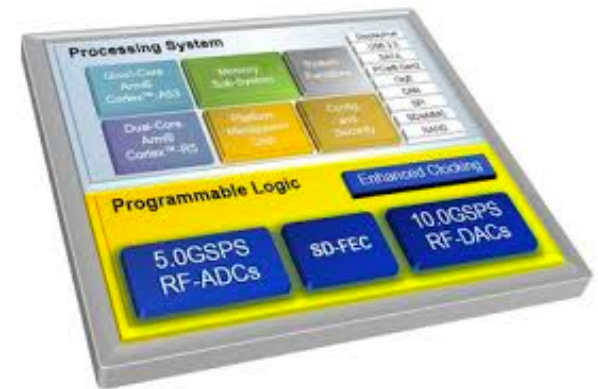 Processing System
Quad-Core
Arm®
Cortex™-A53
Memory
Sub-System
System
Functions
DisplayPort
USB 3.0
SATA
PCIe® Gen2
GigE
CAN
SPI
SD/eMMC
NAND
Dual-Core
Arm®
Cortex™-R5
Platform
Management
Unit
Config
and
Security
Programmable Logic
Enhanced Clocking
5.0GSPS
RF-ADCs
SD-FEC
10.0GSPS
RF-DACs